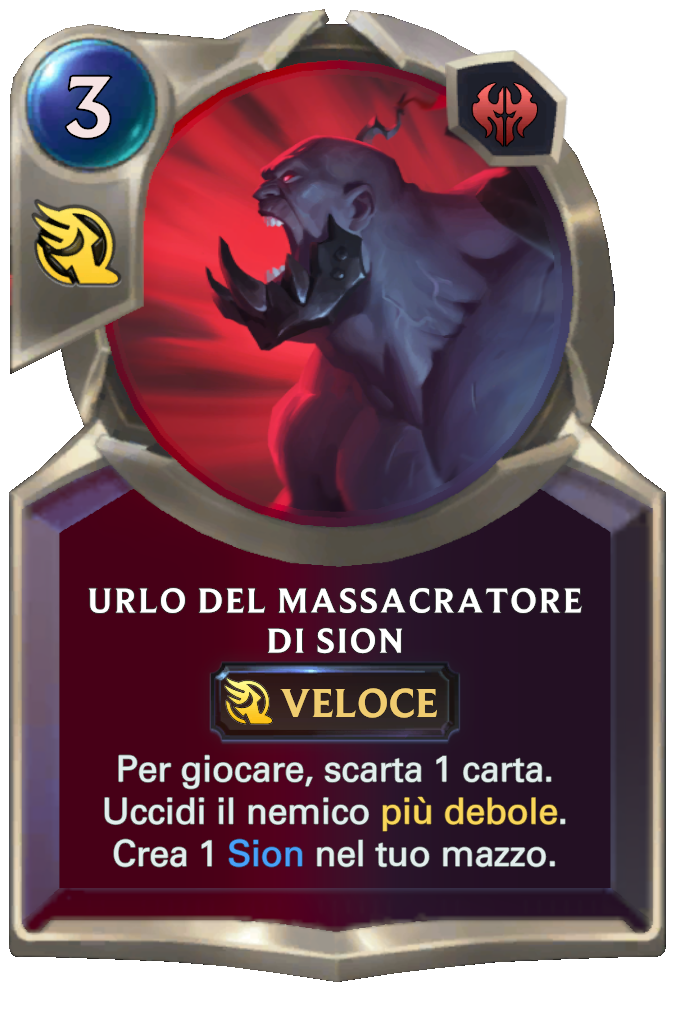 3
URLO DEL MASSACRATORE
DI SION
VELOCE
Per giocare, scarta 1 carta.
Uccidi il nemico più debole.
Crea 1 Sion nel tuo mazzo.